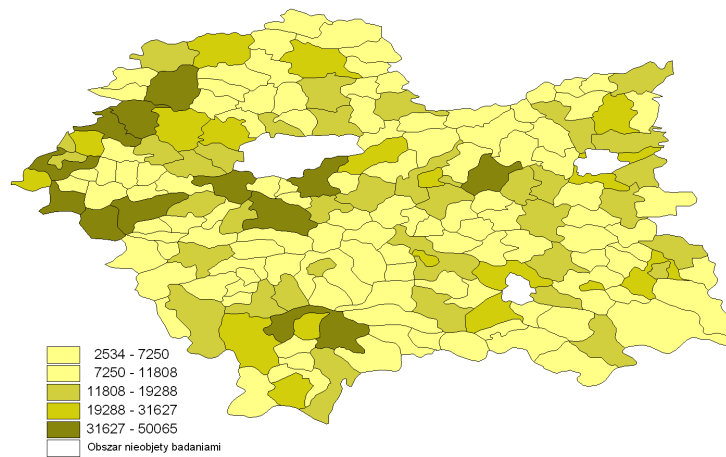 2534 - 7250
7250 - 11808
11808 - 19288
19288 - 31627
31627 - 50065
Obszar nieobjety badaniami